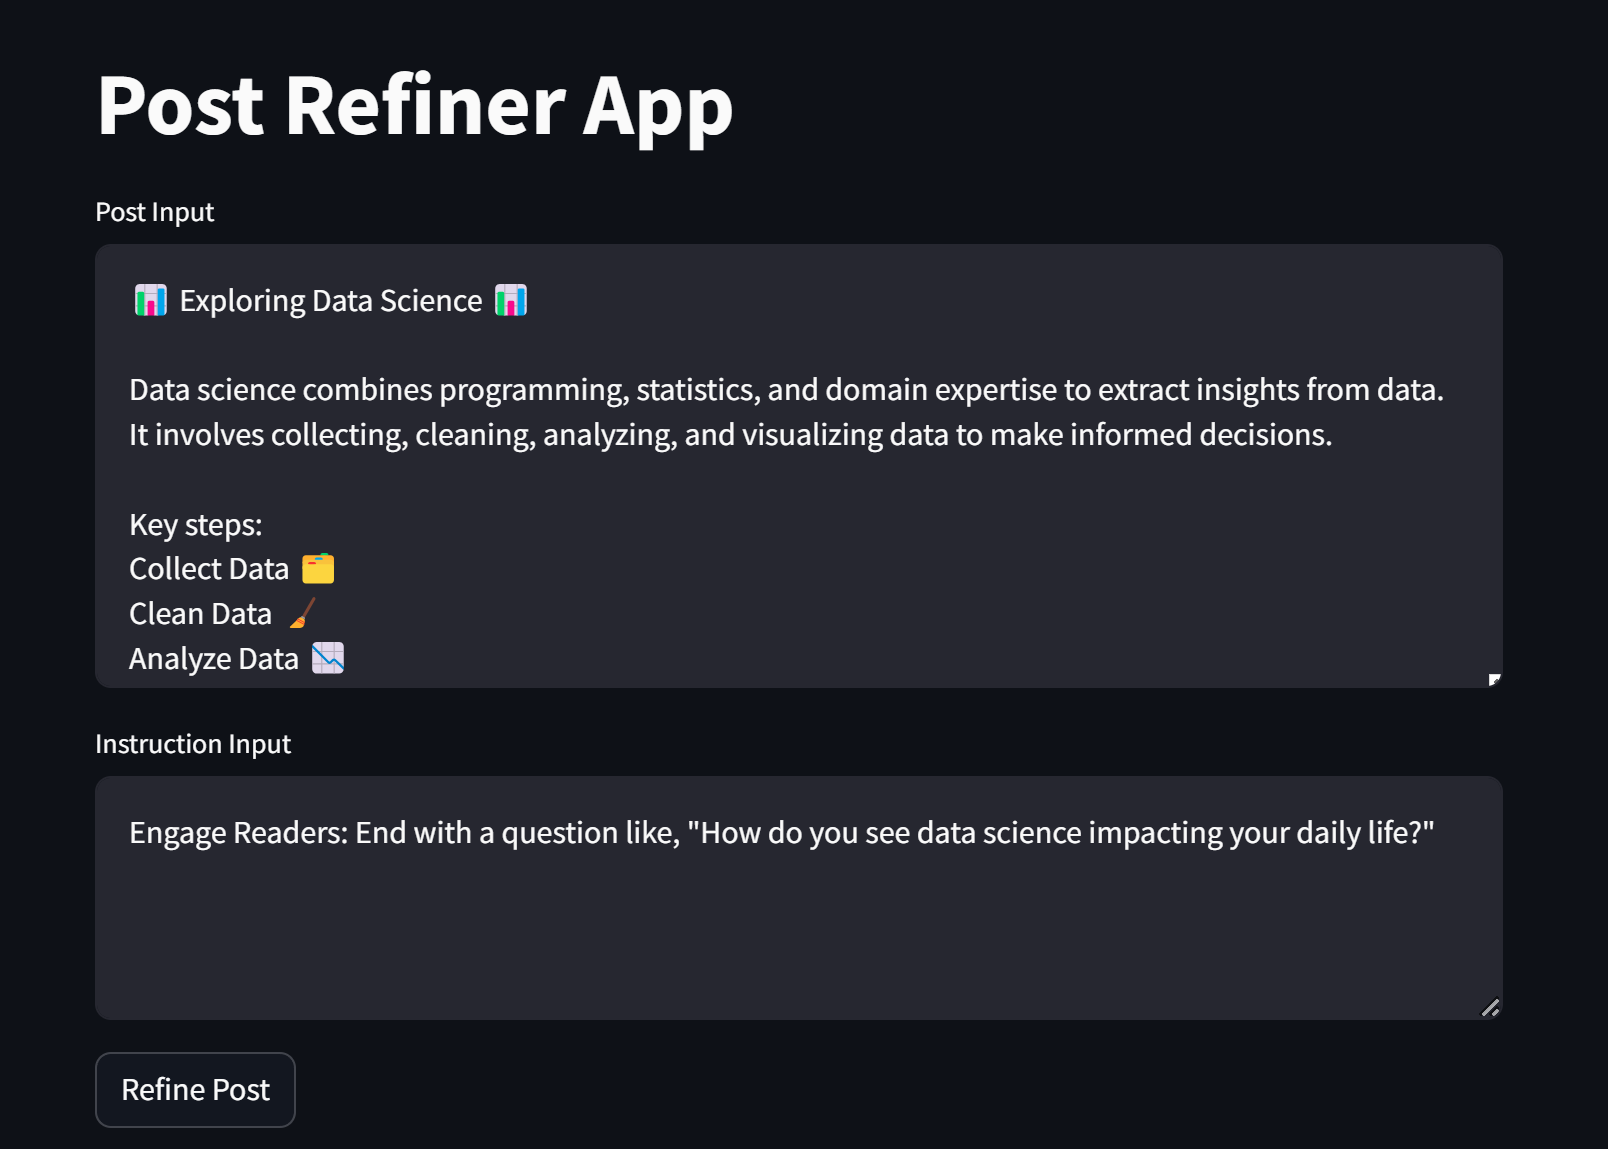 Post Refiner App
Post Input
📊 Exploring Data Science 📊
Data science combines programming, statistics, and domain expertise to extract insights from data.
It involves collecting, cleaning, analyzing, and visualizing data to make informed decisions.
Key steps:
Collect Data 🗂️
Clean Data 🧹
Analyze Data 📉
Instruction Input
Engage Readers: End with a question like, "How do you see data science impacting your daily life?"
Refine Post